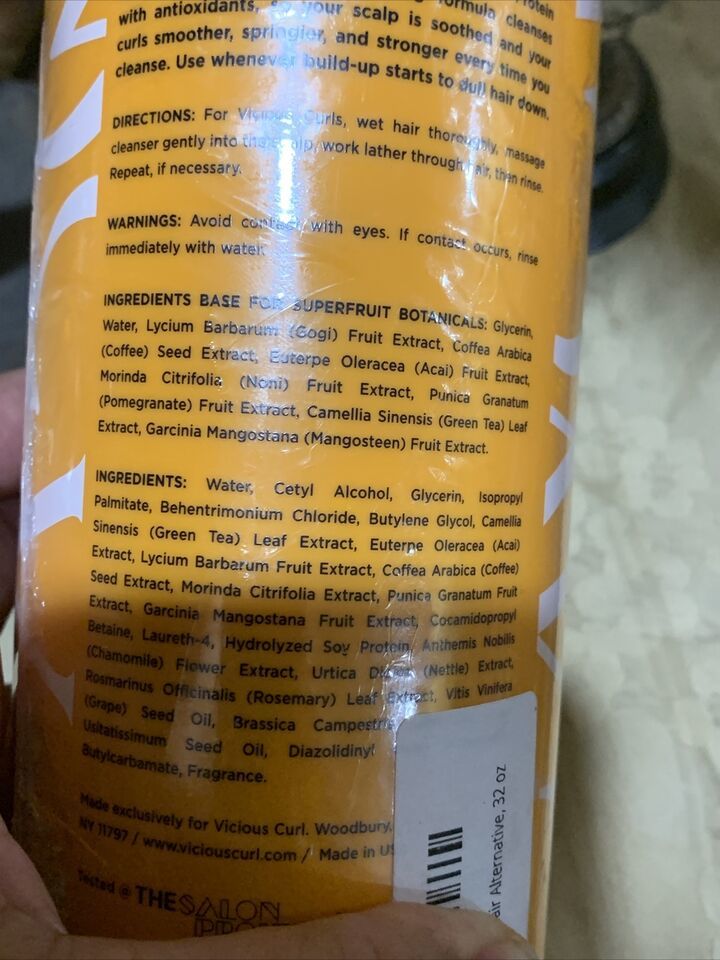 formula cleanses
with antioxidants, so your scalp is soothed and your
curls smoother, springier, and stronger every time you
cleanse. Use whenever build-up starts to dull hair down.
DIRECTIONS: For Vicious Curls, wet hair thoroughly, massage
cleanser gently into the scalp, work lather through hair, then rinse.
Repeat, if necessary.
WARNINGS: Avoid contact with eyes. If contact occurs, rinse
immediately with water.
INGREDIENTS BASE FOR SUPERFRUIT BOTANICALS: Glycerin,
Water, Lycium Barbarum (Gogi) Fruit Extract, Coffea Arabica
(Coffee) Seed Extract, Euterpe Oleracea (Acai) Fruit Extract,
Morinda Citrifolia (Noni) Fruit Extract, Punica Granatum
(Pomegranate) Fruit Extract, Camellia Sinensis (Green Tea) Leaf
Extract, Garcinia Mangostana (Mangosteen) Fruit Extract.
INGREDIENTS: Water, Cetyl Alcohol, Glycerin, Isopropyl
Palmitate, Behentrimonium Chloride, Butylene Glycol, Camellia
Sinensis (Green Tea) Leaf Extract, Euterpe Oleracea (Acai)
Extract, Lycium Barbarum Fruit Extract, Coffea Arabica (Coffee)
Seed Extract, Morinda Citrifolia Extract, Punica Granatum Fruit
Extract, Garcinia Mangostana Fruit Extract, Cocamidopropyl
Betaine, Laureth-4, Hydrolyzed Soy Protein, Anthemis Nobilis
(Chamomile) Flower Extract, Urtica Dioica (Nettle) Extract,
Rosmarinus Officinalis (Rosemary) Leaf Extract, Vitis Vinifera
(Grape) Seed Oil, Brassica Campestris
Usitatissimum Seed Oil, Diazolidinyl
Butylcarbamate, Fragrance.
Made exclusively for Vicious Curl. Woodbury,
NY 11797 / www.viciouscurl.com / Made in US
Tested @ THE SALON
air Alternative, 32 oz